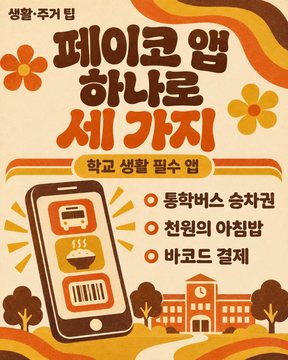 생활·주거 팁
페이코 앱
하나로
세 가지
학교 생활 필수 앱
통학버스 승차권
천원의 아침밥
바코드 결제